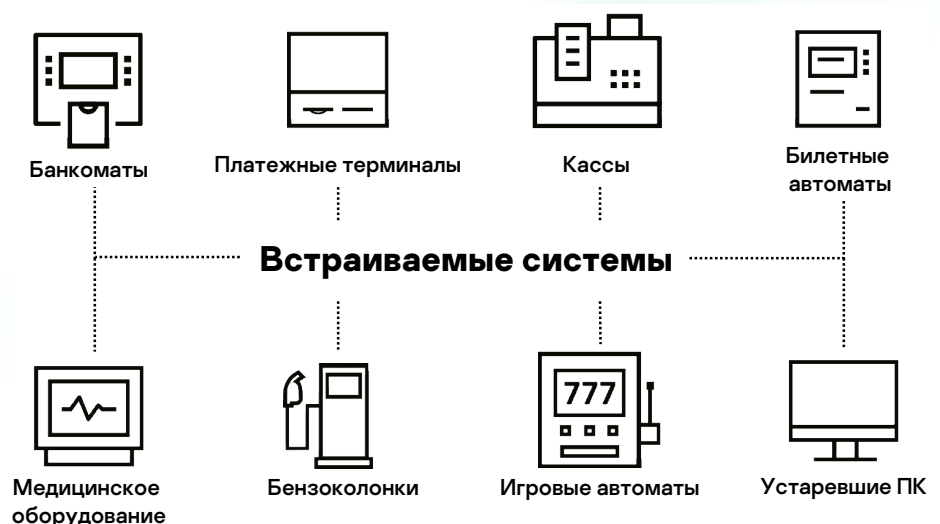 Банкоматы
Платежные терминалы
Кассы
Билетные
автоматы
Встраиваемые системы
777
Медицинское
оборудование
Бензоколонки
Игровые автоматы
Устаревшие ПК